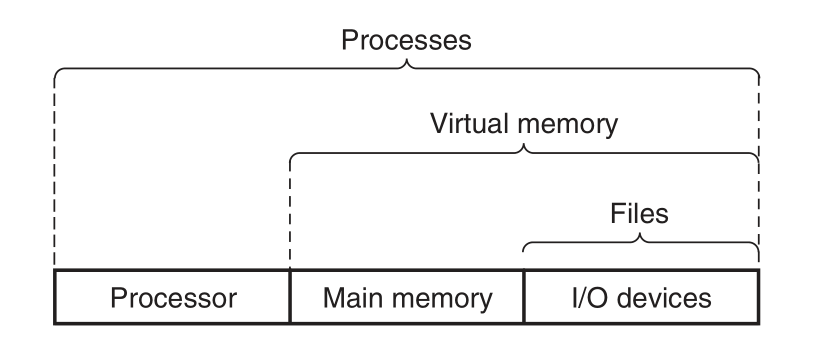 Processes
Virtual memory
Files
Processor
Main memory
I/O devices